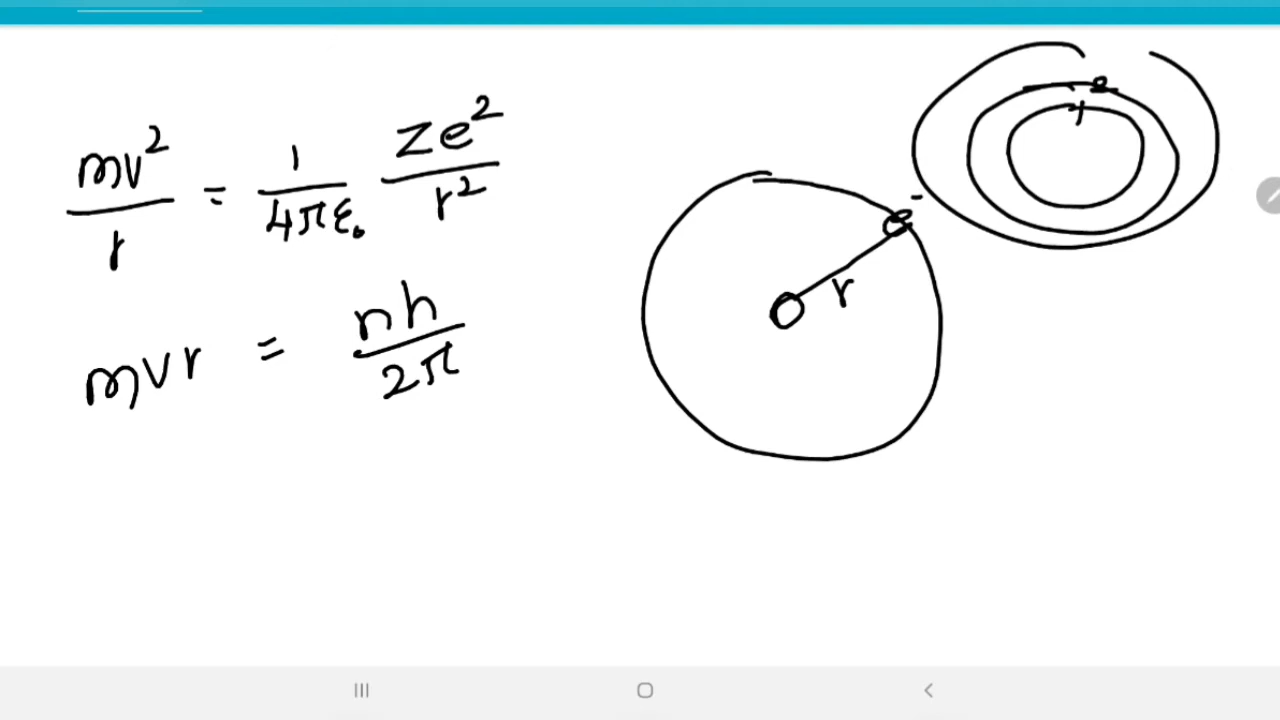 mv²/r = 1/4πε₀ Ze²/r²
mvr = nh/2π
e⁻
r